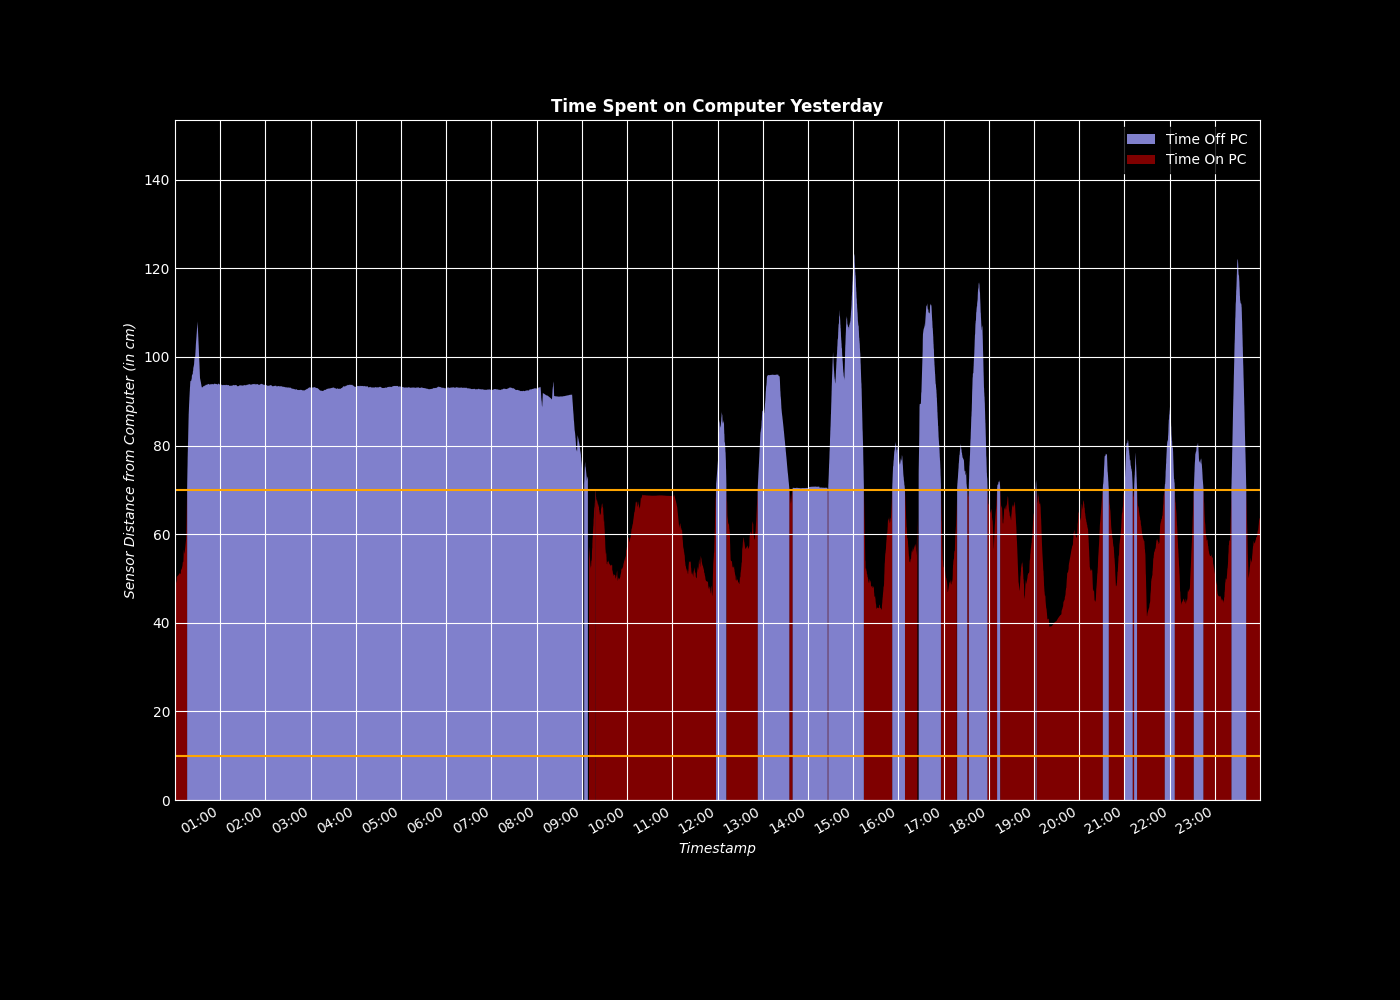 Time Spent on Computer Yesterday
Time Off PC
Time On PC
140
120
100
80
60
40
20
0
Sensor Distance from Computer (in cm)
01:00 02:00 03:00 04:00 05:00 06:00 07:00 08:00 09:00 10:00 11:00 12:00 13:00 14:00 15:00 16:00 17:00 18:00 19:00 20:00 21:00 22:00 23:00
Timestamp